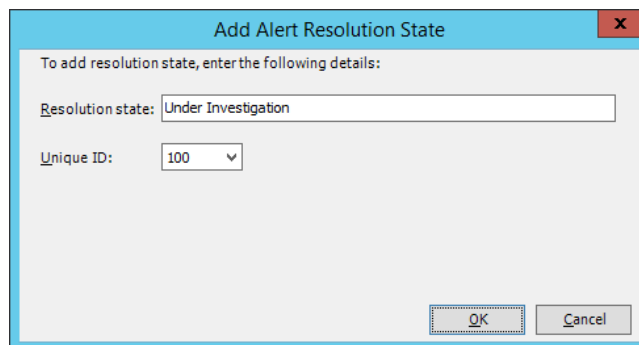 Add Alert Resolution State
x
To add resolution state, enter the following details:
Resolution state: Under Investigation
Unique ID: 100
OK Cancel